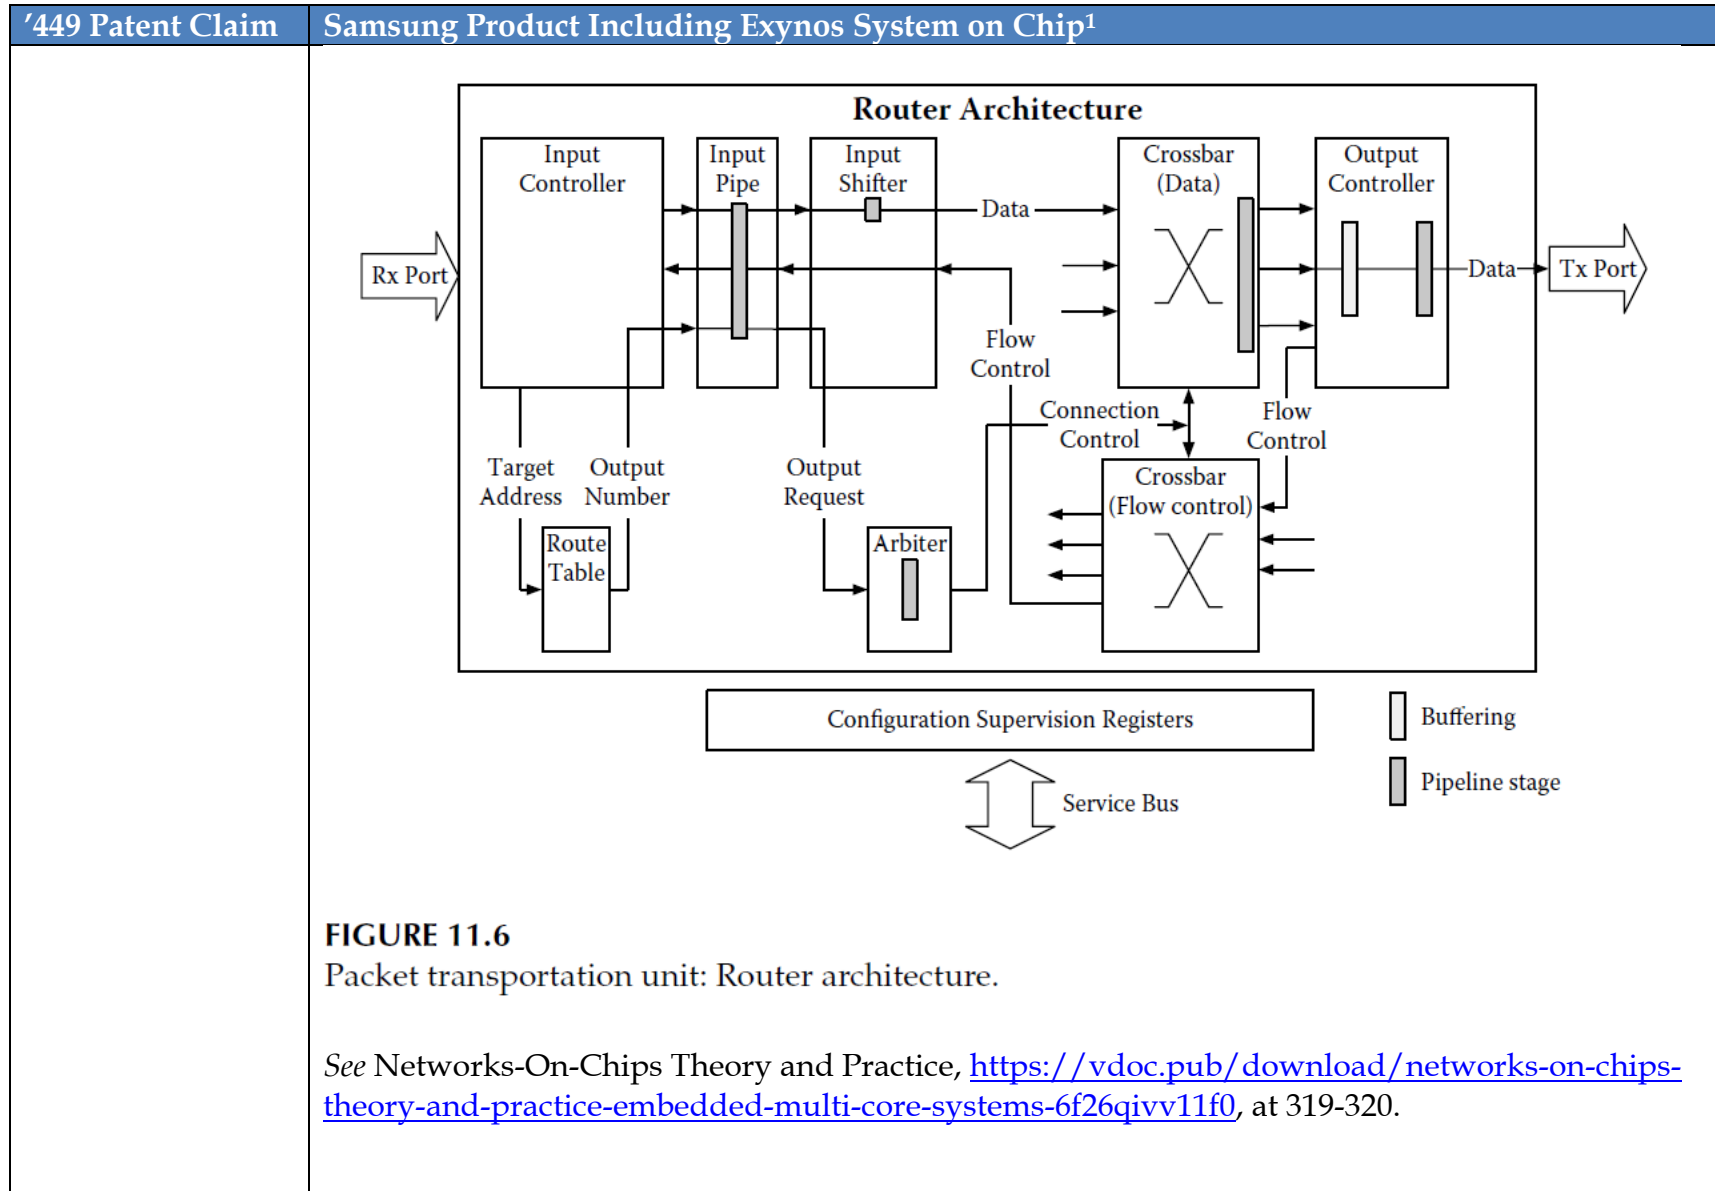 ’449 Patent Claim
Samsung Product Including Exynos System on Chip1
Router Architecture
Input
Controller
Input
Pipe
Input
Shifter
Crossbar
(Data)
Output
Controller
Data
Rx Port
Data
Tx Port
Flow
Control
Connection
Control
Flow
Control
Target
Address
Output
Number
Output
Request
Crossbar
(Flow control)
Route
Table
Arbiter
Configuration Supervision Registers
Buffering
Pipeline stage
Service Bus
FIGURE 11.6
Packet transportation unit: Router architecture.
See Networks-On-Chips Theory and Practice, https://vdoc.pub/download/networks-on-chips-
theory-and-practice-embedded-multi-core-systems-6f26qivv11f0, at 319-320.